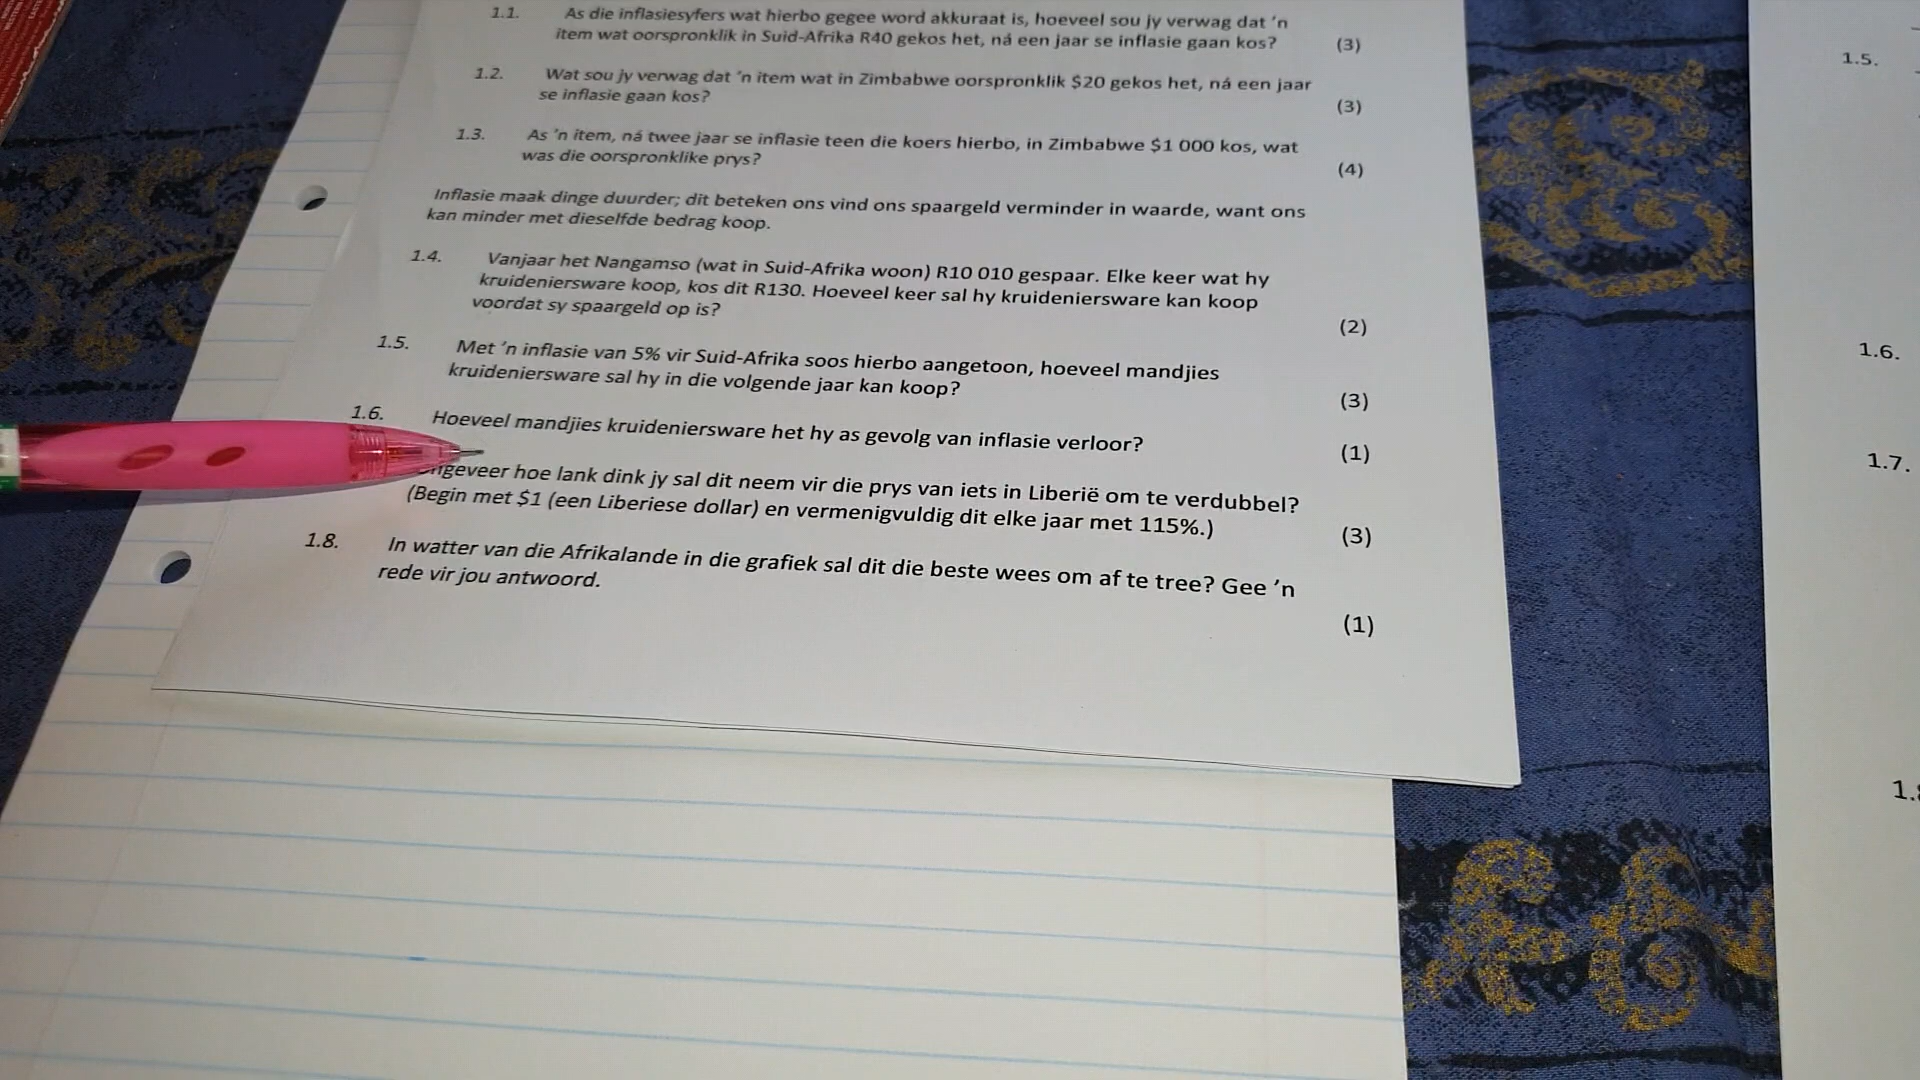 1.1. As die inflasiesyfers wat hierbo gegee word akkuraat is, hoeveel sou jy verwag dat 'n
item wat oorspronklik in Suid-Afrika R40 gekos het, ná een jaar se inflasie gaan kos? (3)
1.2. Wat sou jy verwag dat 'n item wat in Zimbabwe oorspronklik $20 gekos het, ná een jaar
se inflasie gaan kos? (3)
1.3. As 'n item, ná twee jaar se inflasie teen die koers hierbo, in Zimbabwe $1 000 kos, wat
was die oorspronklike prys? (4)
Inflasie maak dinge duurder; dit beteken ons vind ons spaargeld verminder in waarde, want ons
kan minder met dieselfde bedrag koop.
1.4. Vanjaar het Nangamso (wat in Suid-Afrika woon) R10 010 gespaar. Elke keer wat hy
kruideniersware koop, kos dit R130. Hoeveel keer sal hy kruideniersware kan koop
voordat sy spaargeld op is? (2)
1.5. Met 'n inflasie van 5% vir Suid-Afrika soos hierbo aangetoon, hoeveel mandjies
kruideniersware sal hy in die volgende jaar kan koop? (3)
1.6. Hoeveel mandjies kruideniersware het hy as gevolg van inflasie verloor? (1)
hoe lank dink jy sal dit neem vir die prys van iets in Liberië om te verdubbel?
(Begin met $1 (een Liberiese dollar) en vermenigvuldig dit elke jaar met 115%.) (3)
1.8. In watter van die Afrikalande in die grafiek sal dit die beste wees om af te tree? Gee 'n
rede vir jou antwoord. (1)
1.5.
1.6.
1.7.